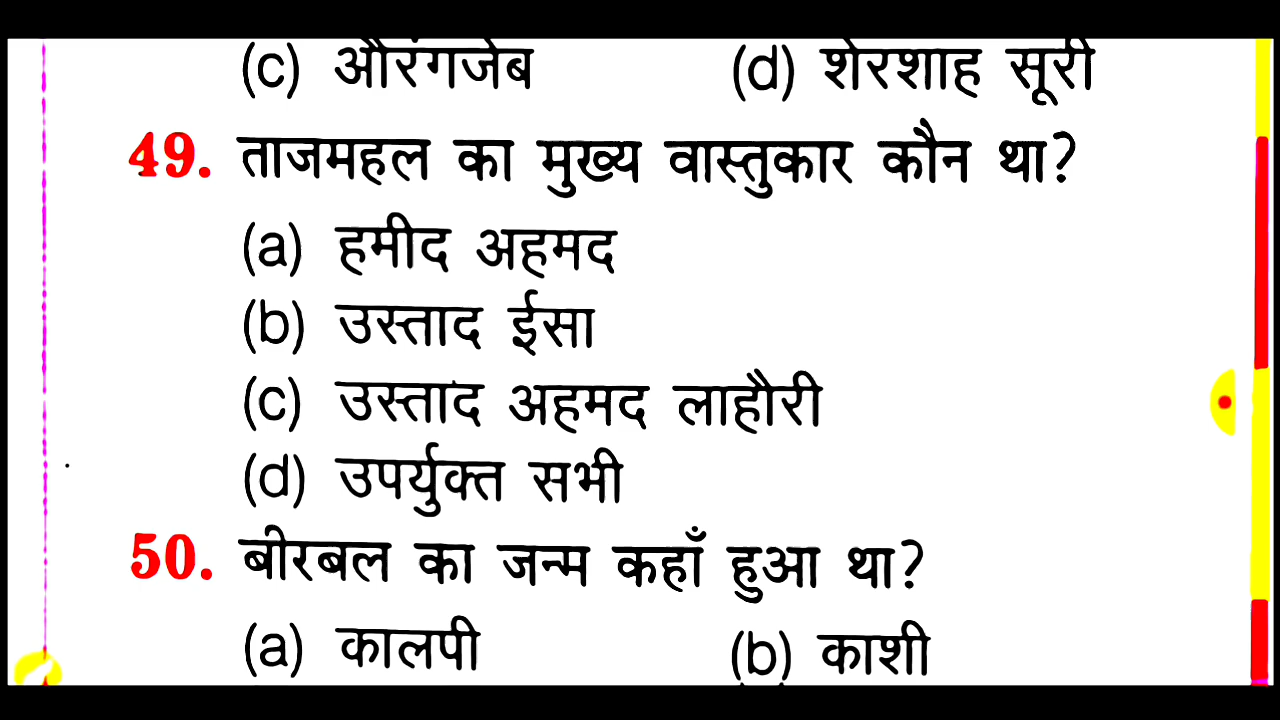 (c) औरंगजेब (d) शेरशाह सूरी
49. ताजमहल का मुख्य वास्तुकार कौन था?
(a) हमीद अहमद
(b) उस्ताद ईसा
(c) उस्ताद अहमद लाहौरी
(d) उपर्युक्त सभी
50. बीरबल का जन्म कहाँ हुआ था?
(a) कालपी (b) काशी